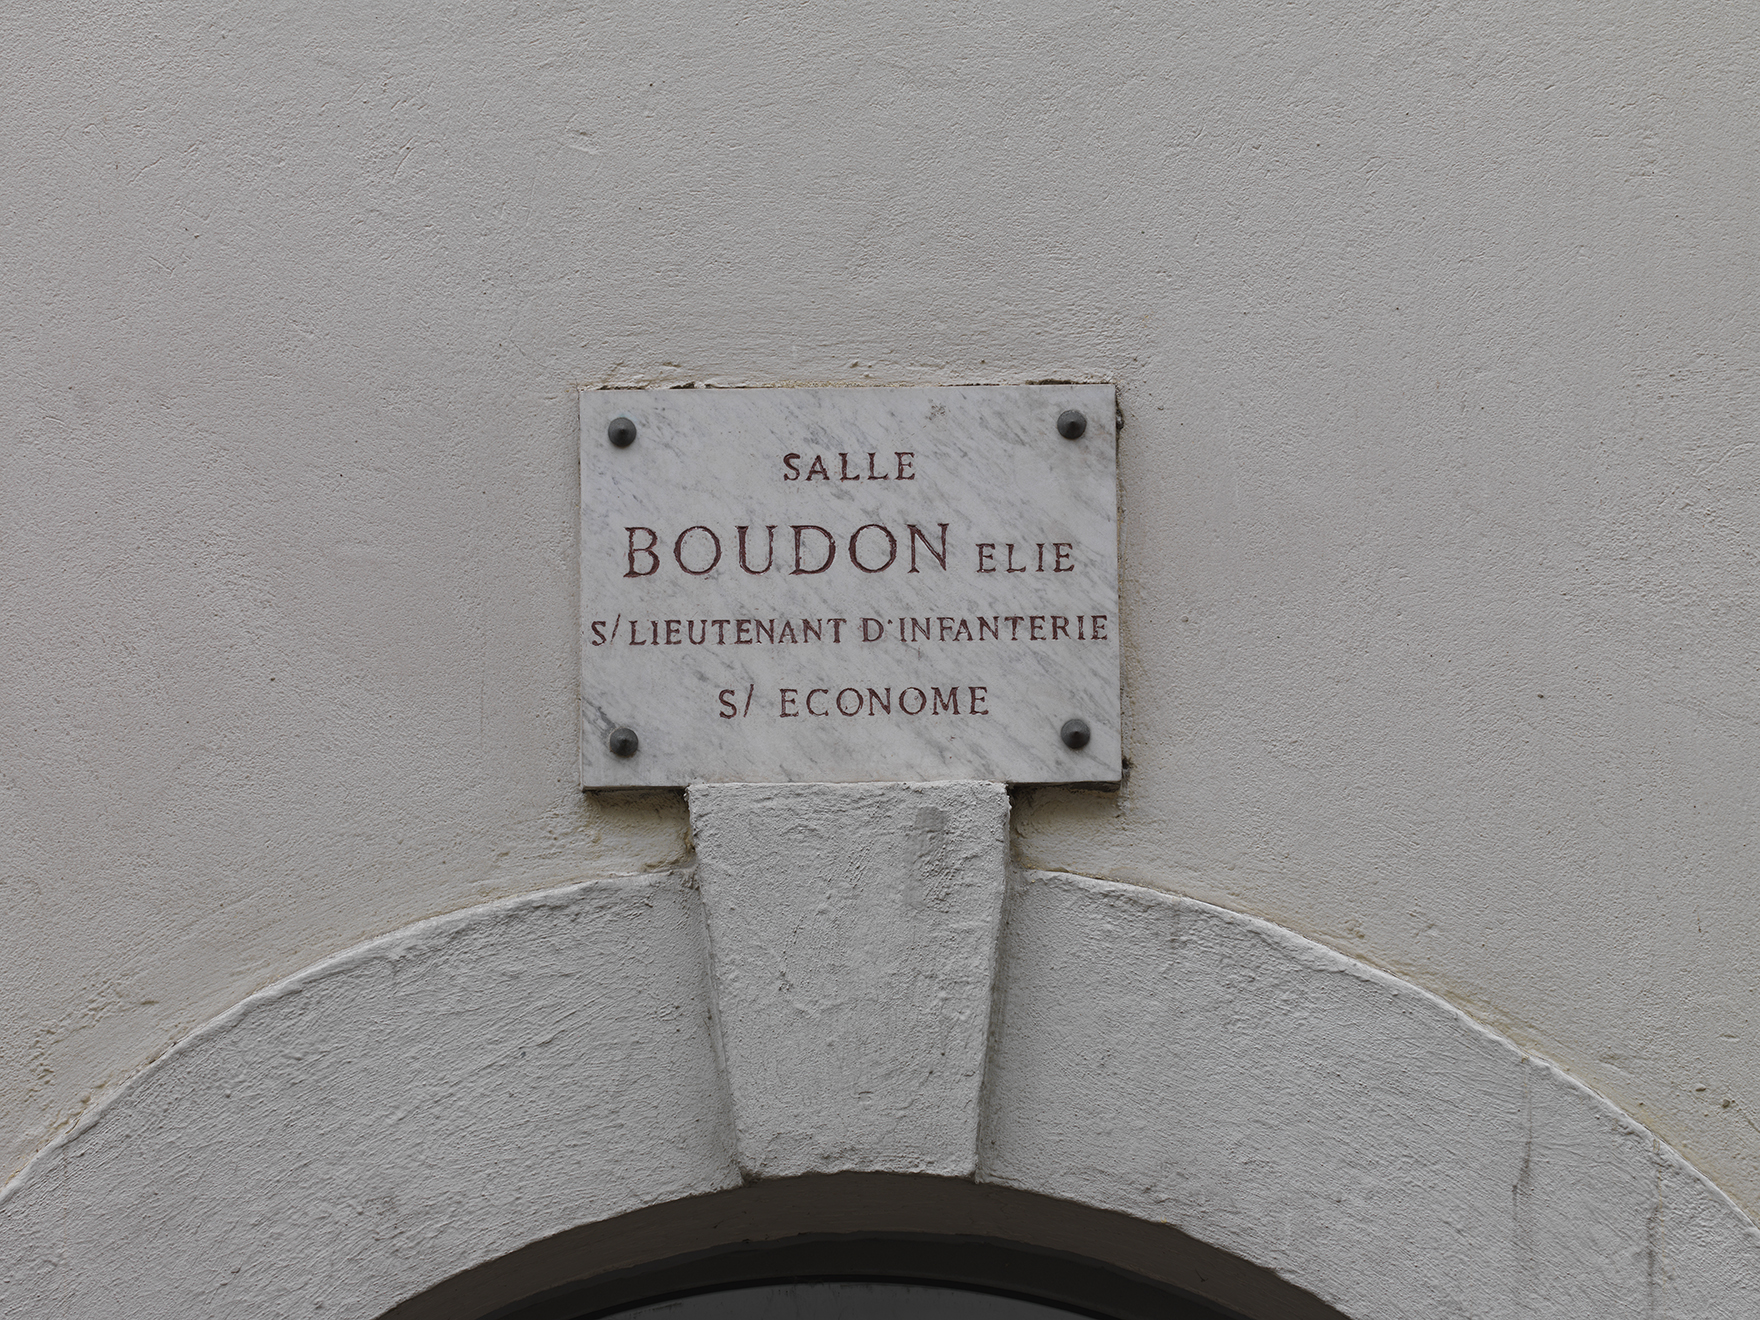 SALLE
BOUDON ELIE
S/LIEUTENANT D'INFANTERIE
S/ ECONOME